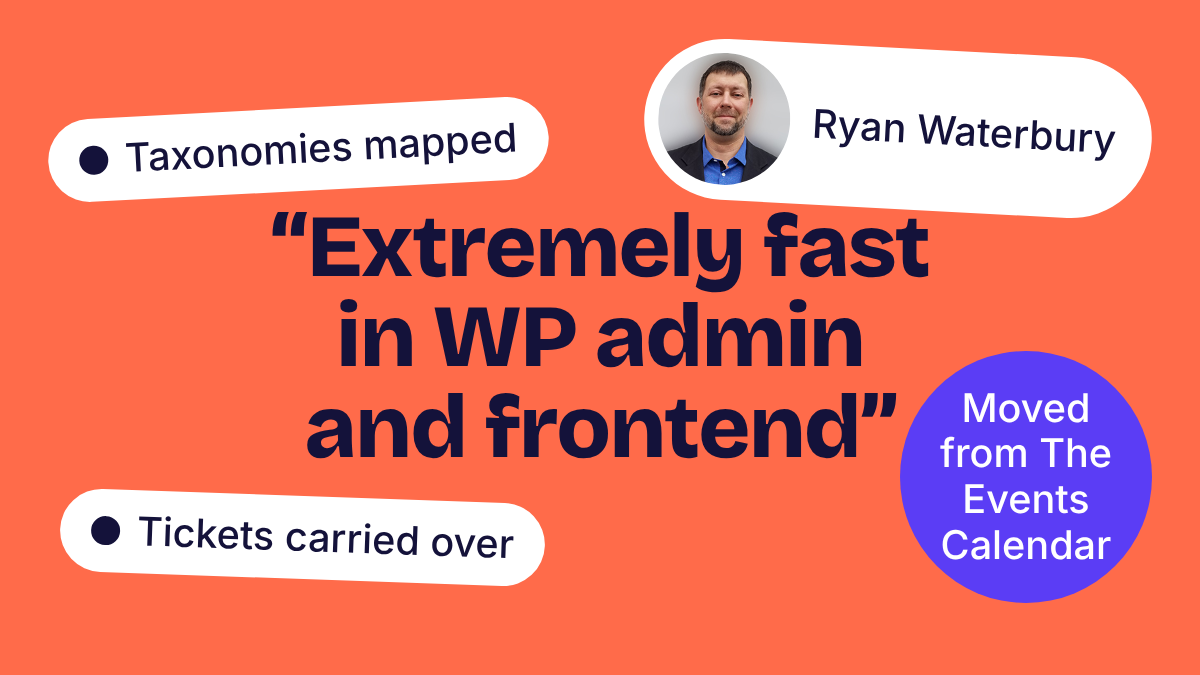 Taxonomies mapped
Ryan Waterbury
“Extremely fast
in WP admin
and frontend”
Moved
from The
Events
Calendar
Tickets carried over